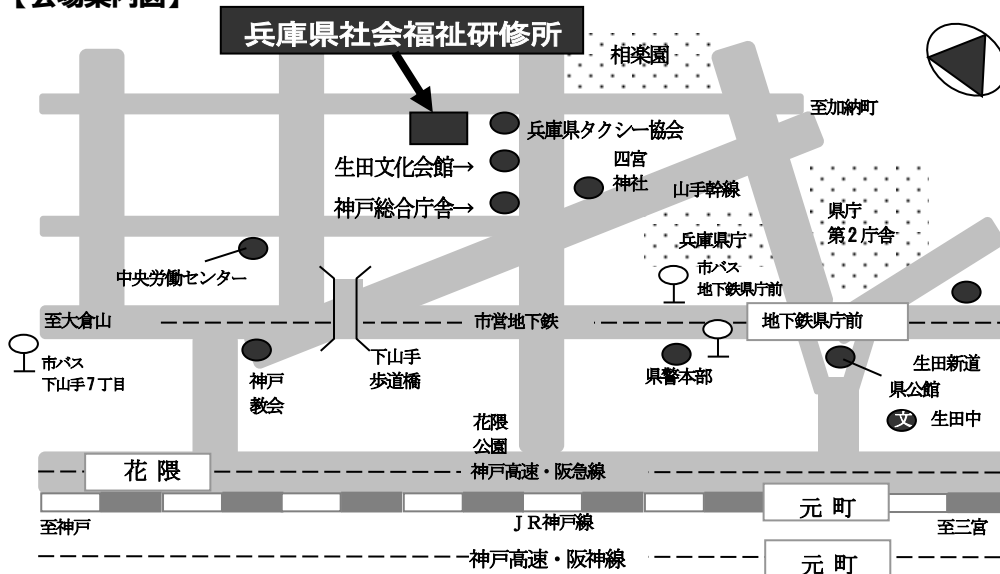 【会場案内図】
兵庫県社会福祉研修所
相楽園
至加納町
兵庫県タクシー協会
生田文化会館→
四宮
神社
山手幹線
神戸総合庁舎→
県庁
第2庁舎
兵庫県庁
中央労働センター
市バス
地下鉄県庁前
至大倉山
市営地下鉄
地下鉄県庁前
市バス
下山手7丁目
神戸
教会
下山手
歩道橋
県警本部
生田新道
県公館
文
生田中
花隈
公園
花 隈
神戸高速・阪急線
元 町
至神戸
JR神戸線
至三宮
神戸高速・阪神線
元 町